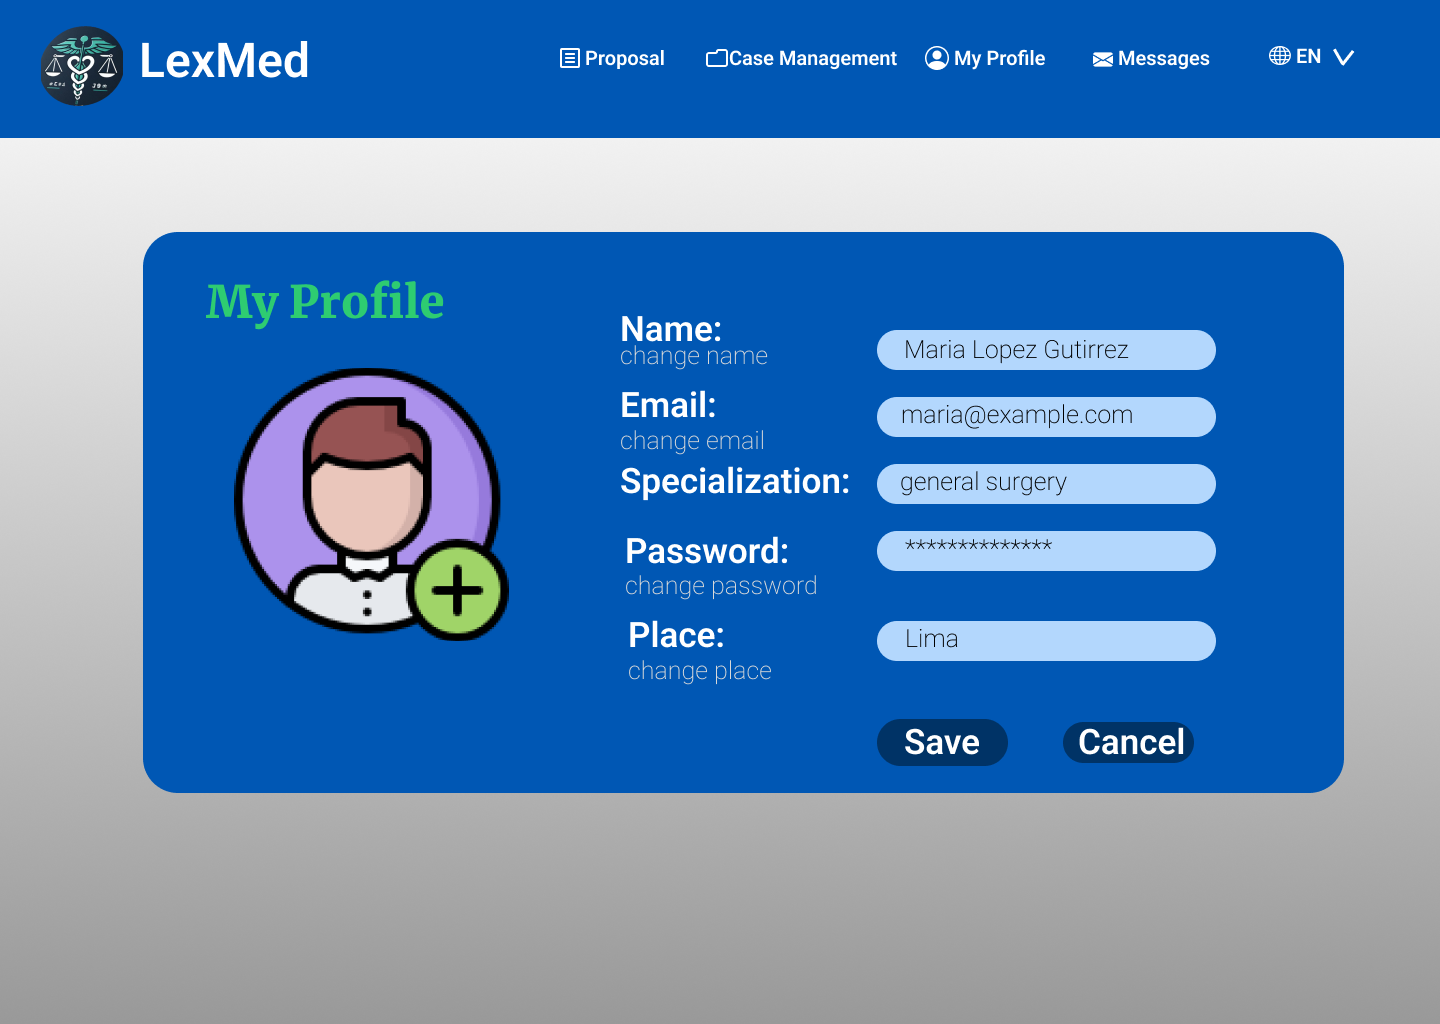 LexMed
Proposal
Case Management
My Profile
Messages
EN
My Profile
Name:
change name
Maria Lopez Gutirrez
Email:
change email
maria@example.com
Specialization:
general surgery
Password:
change password
**************
Place:
change place
Lima
Save
Cancel